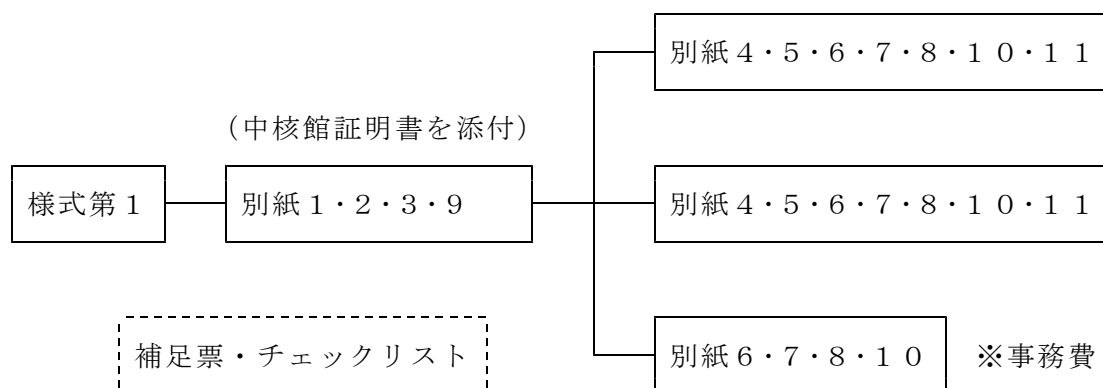 別紙４・５・６・７・８・１０・１１
（中核館証明書を添付）
様式第１
別紙１・２・３・９
別紙４・５・６・７・８・１０・１１
補足票・チェックリスト
別紙６・７・８・１０
※事務費